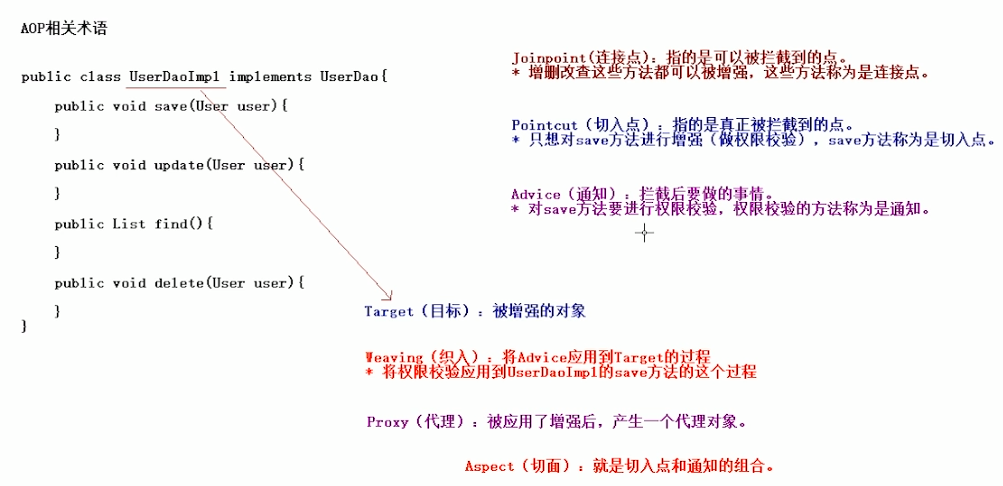 AOP相关术语
public class UserDaoImpl implements UserDao{
public void save(User user){
}
public void update(User user){
}
public List find(){
}
public void delete(User user){
}
}
Joinpoint(连接点): 指的是可以被拦截到的点。
* 增删改查这些方法都可以被增强，这些方法称为是连接点。
Pointcut（切入点）: 指的是真正被拦截到的点。
* 只想对save方法进行增强（做权限校验），save方法称为是切入点。
Advice（通知）: 拦截后要做的事情。
* 对save方法要进行权限校验，权限校验的方法称为是通知。
Target（目标）: 被增强的对象
Weaving（织入）: 将Advice应用到Target的过程
* 将权限校验应用到UserDaoImpl的save方法的这个过程
Proxy（代理）: 被应用了增强后，产生一个代理对象。
Aspect（切面）: 就是切入点和通知的组合。